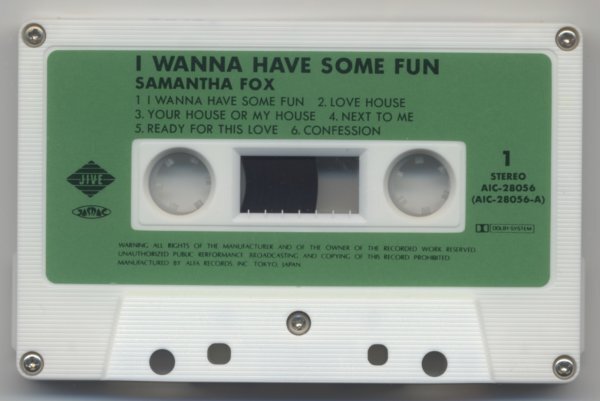 I WANNA HAVE SOME FUN
SAMANTHA FOX
1 I WANNA HAVE SOME FUN 2. LOVE HOUSE
3. YOUR HOUSE OR MY HOUSE 4. NEXT TO ME
5. READY FOR THIS LOVE 6. CONFESSION
JIVE
JASRAC
1
STEREO
AIC-28056
(AIC-28056-A)
DOLBY SYSTEM
WARNING. ALL RIGHTS OF THE MANUFACTURER AND OF THE OWNER OF THE RECORDED WORK RESERVED
UNAUTHORIZED PUBLIC PERFORMANCE, BROADCASTING AND COPYING OF THIS RECORD PROHIBITED
MANUFACTURED BY ALFA RECORDS, INC. TOKYO, JAPAN.